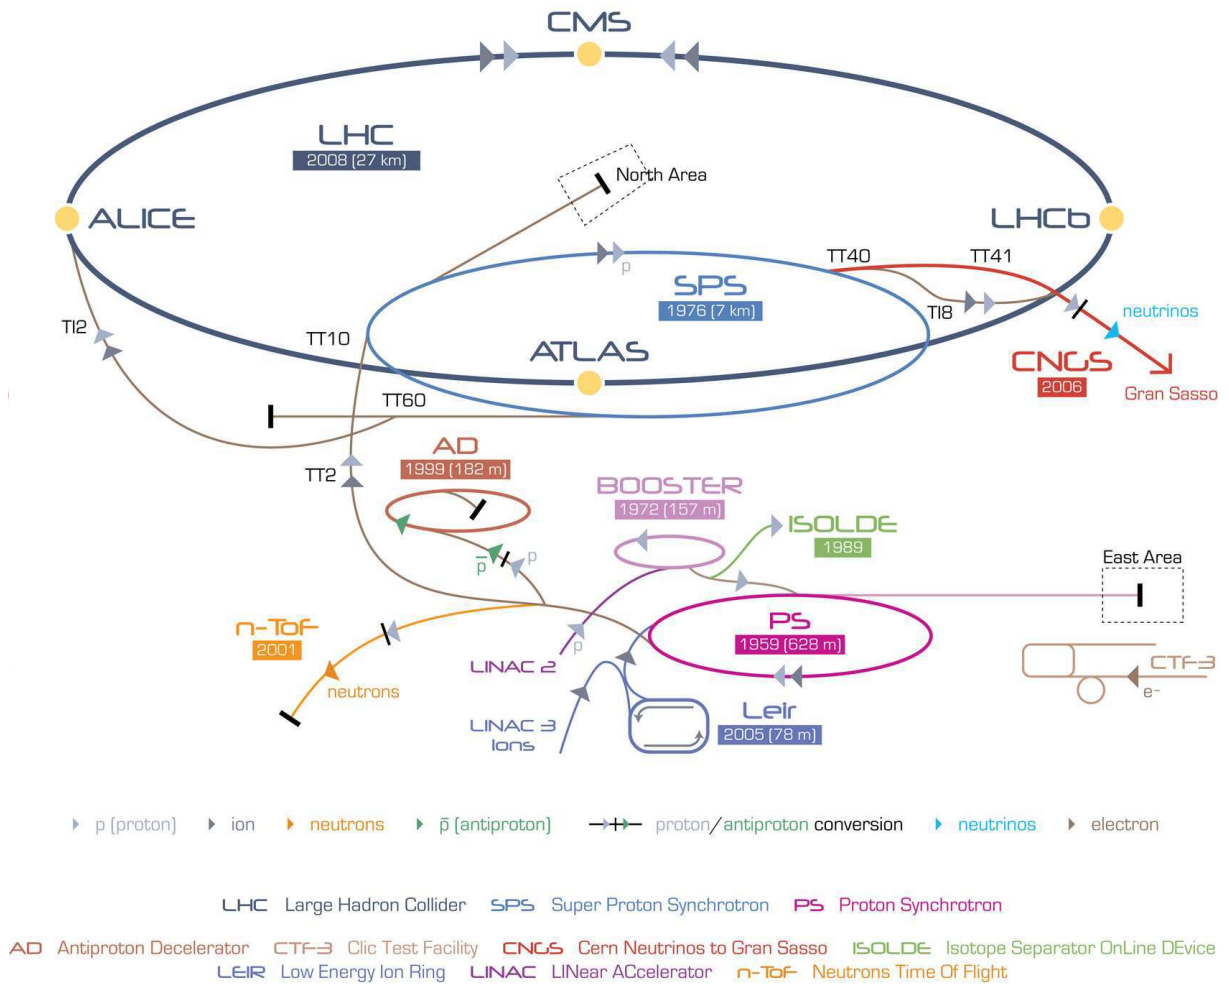 CMS
LHC
2008 (27 km)
North Area
ALICE
LHCb
TT40
TT41
p
SPS
1976 (7 km)
TI8
neutrinos
TI2
TT10
ATLAS
CNGS
2006
Gran Sasso
TT60
AD
1999 (182 m)
TT2
BOOSTER
1972 (157 m)
ISOLDE
1989
p̅
p
East Area
n-ToF
2001
PS
1959 (628 m)
p
LINAC 2
CTF-3
e-
neutrons
LINAC 3
Ions
Leir
2005 (78 m)
p (proton) ion neutrons p̅ (antiproton) proton/antiproton conversion neutrinos electron
LHC Large Hadron Collider SPS Super Proton Synchrotron PS Proton Synchrotron
AD Antiproton Decelerator CTF-3 Clic Test Facility CNGS Cern Neutrinos to Gran Sasso ISOLDE Isotope Separator OnLine DEvice
LEIR Low Energy Ion Ring LINAC LINear ACcelerator n-ToF Neutrons Time Of Flight